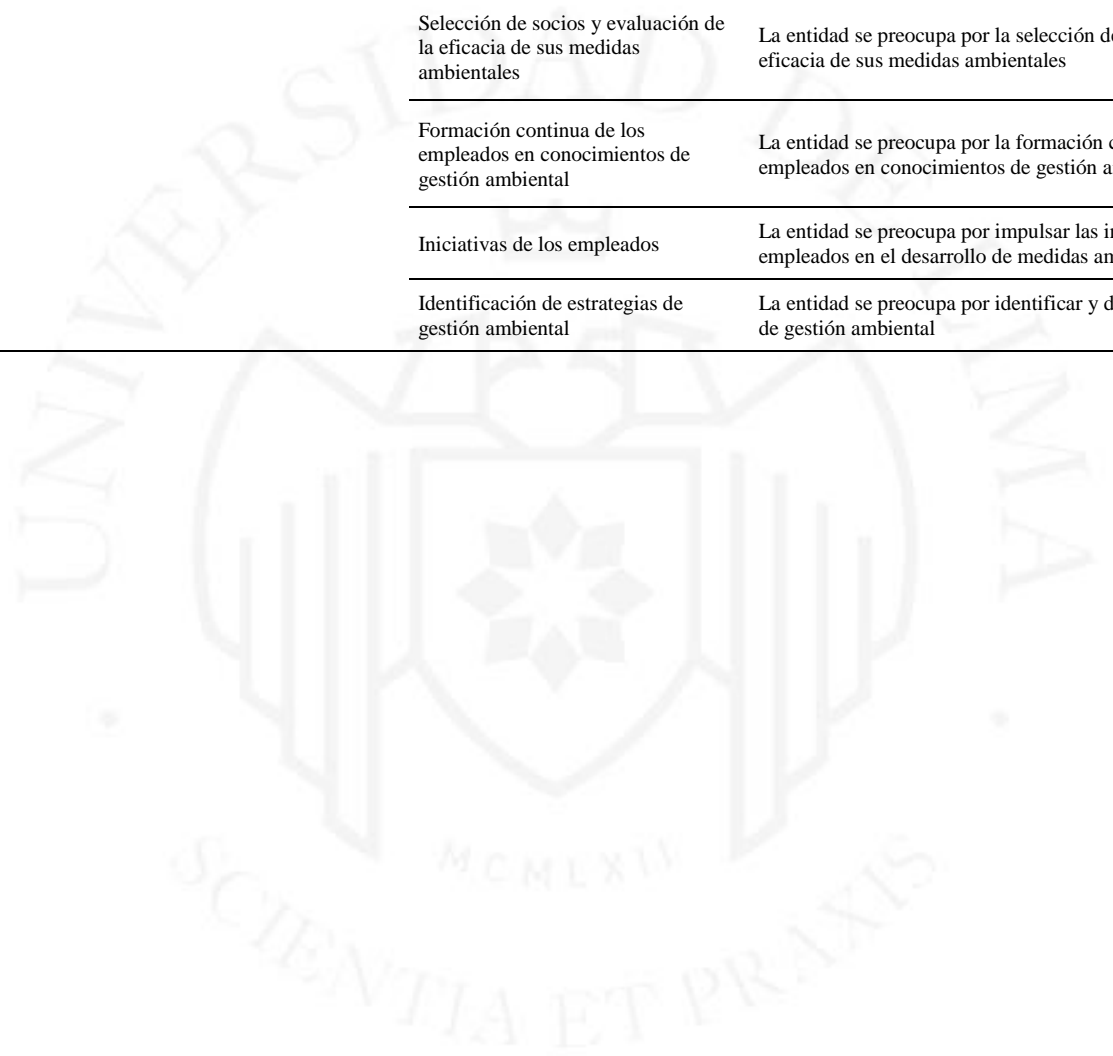 Selección de socios y evaluación de
la eficacia de sus medidas
ambientales
La entidad se preocupa por la selección
eficacia de sus medidas ambientales
Formación continua de los
empleados en conocimientos de
gestión ambiental
La entidad se preocupa por la formación
empleados en conocimientos de gestión
Iniciativas de los empleados
La entidad se preocupa por impulsar las
empleados en el desarrollo de medidas
Identificación de estrategias de
gestión ambiental
La entidad se preocupa por identificar y
de gestión ambiental
UNIVERSIDAD DE LIMA
MCMLXII
SCIENTIA ET PRAXIS